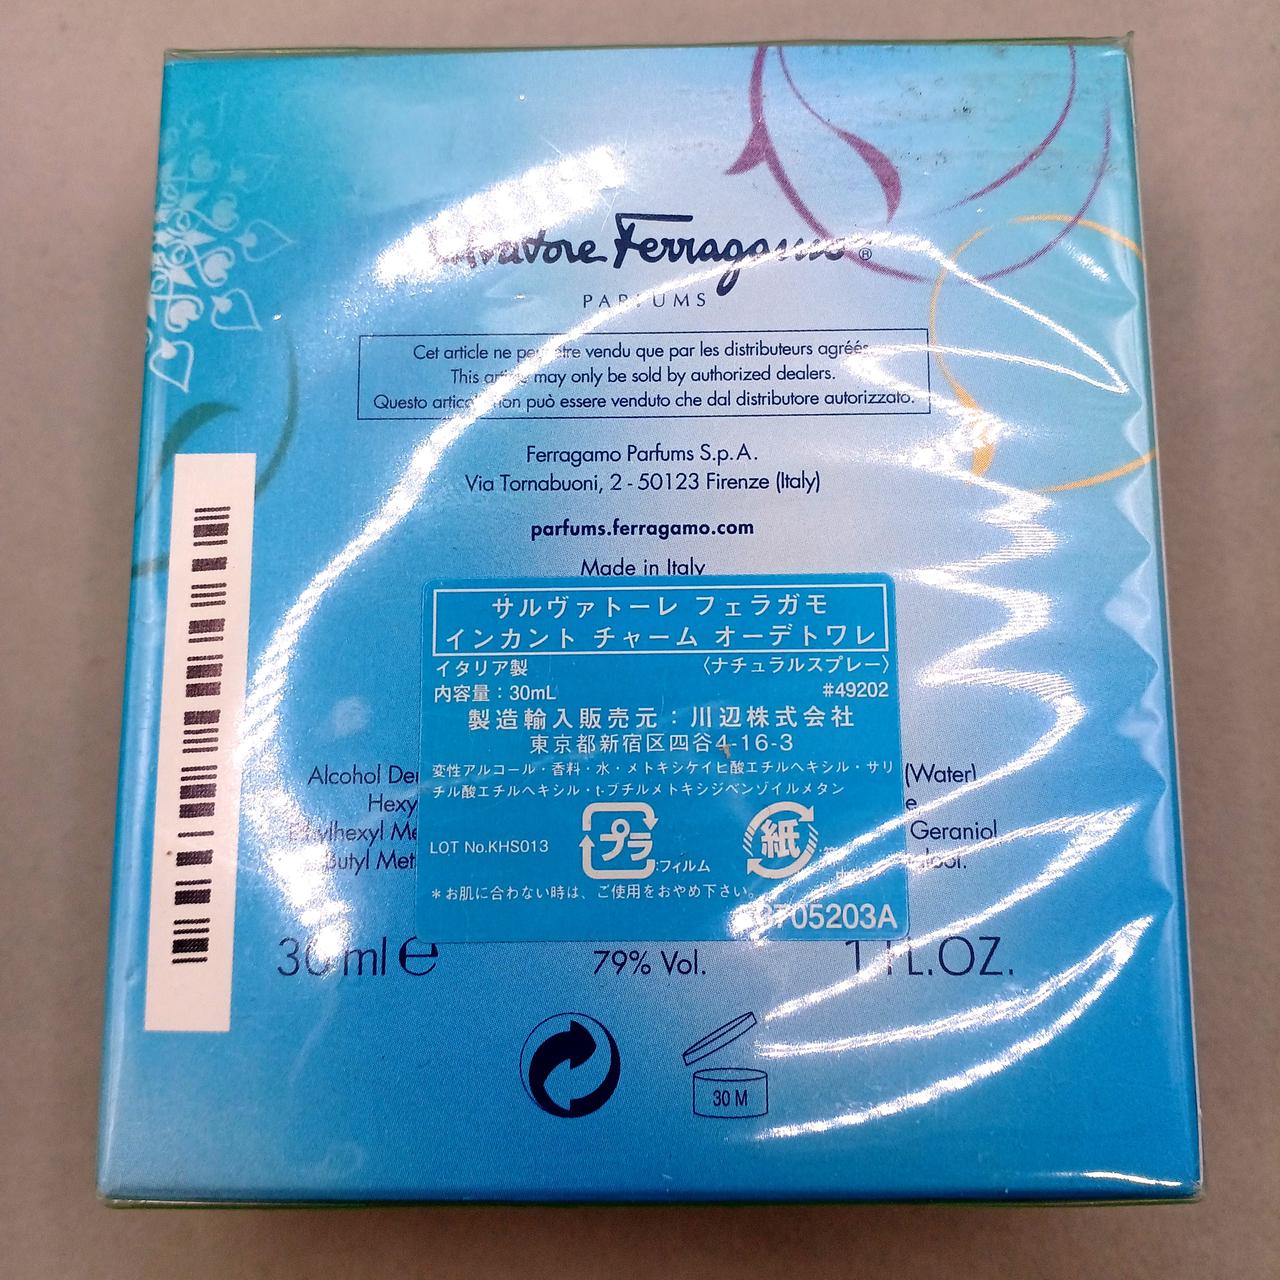 Salvatore Ferragamo®
PARFUMS
Cet article ne peut être vendu que par les distributeurs agréés.
This article may only be sold by authorized dealers.
Questo articolo non può essere venduto che dal distributore autorizzato.
Ferragamo Parfums S.p.A.
Via Tornabuoni, 2 - 50123 Firenze (Italy)
parfums.ferragamo.com
Made in Italy
サルヴァトーレ フェラガモ
インカント チャーム オーデトワレ
イタリア製 〈ナチュラルスプレー〉
内容量：30mL #49202
製造輸入販売元：川辺株式会社
東京都新宿区四谷4-16-3
変性アルコール・香料・水・メトキシケイヒ酸エチルヘキシル・サリ
チル酸エチルヘキシル・t-ブチルメトキシジベンゾイルメタン
Alcohol (Water)
Geraniol
LOT No.KHS013 プラ :フィルム 紙
＊お肌に合わない時は、ご使用をおやめ下さい。
705203A
30 ml ℮ 79% Vol. 1 FL.OZ.
30 M